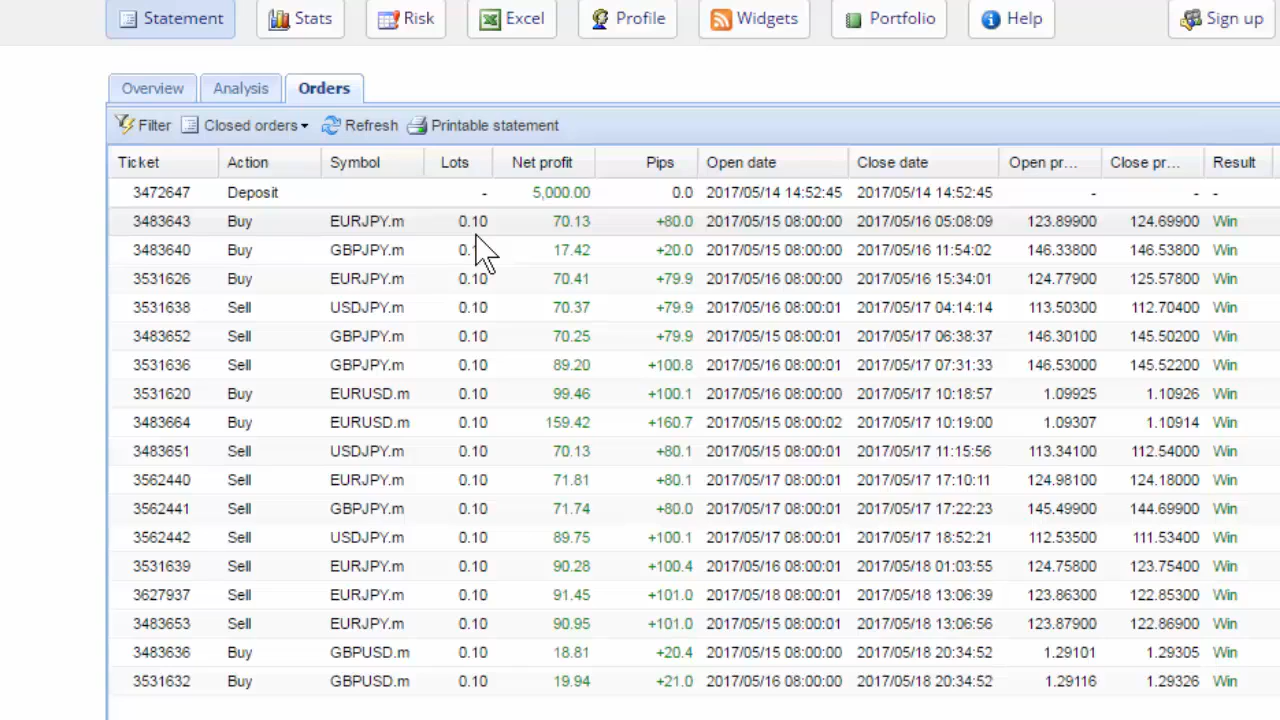 Statement Stats Risk Excel Profile Widgets Portfolio Help Sign up
Overview Analysis Orders
Filter Closed orders Refresh Printable statement
Ticket Action Symbol Lots Net profit Pips Open date Close date Open pr... Close pr... Result
3472647 Deposit - 5,000.00 0.0 2017/05/14 14:52:45 2017/05/14 14:52:45 - - -
3483643 Buy EURJPY.m 0.10 70.13 +80.0 2017/05/15 08:00:00 2017/05/16 05:08:09 123.89900 124.69900 Win
3483640 Buy GBPJPY.m 17.42 +20.0 2017/05/15 08:00:00 2017/05/16 11:54:02 146.33800 146.53800 Win
3531626 Buy EURJPY.m 0.10 70.41 +79.9 2017/05/16 08:00:00 2017/05/16 15:34:01 124.77900 125.57800 Win
3531638 Sell USDJPY.m 0.10 70.37 +79.9 2017/05/16 08:00:01 2017/05/17 04:14:14 113.50300 112.70400 Win
3483652 Sell GBPJPY.m 0.10 70.25 +79.9 2017/05/15 08:00:01 2017/05/17 06:38:37 146.30100 145.50200 Win
3531636 Sell GBPJPY.m 0.10 89.20 +100.8 2017/05/16 08:00:01 2017/05/17 07:31:33 146.53000 145.52200 Win
3531620 Buy EURUSD.m 0.10 99.46 +100.1 2017/05/16 08:00:00 2017/05/17 10:18:57 1.09925 1.10926 Win
3483664 Buy EURUSD.m 0.10 159.42 +160.7 2017/05/15 08:00:02 2017/05/17 10:19:00 1.09307 1.10914 Win
3483651 Sell USDJPY.m 0.10 70.13 +80.1 2017/05/15 08:00:01 2017/05/17 11:15:56 113.34100 112.54000 Win
3562440 Sell EURJPY.m 0.10 71.81 +80.1 2017/05/17 08:00:01 2017/05/17 17:10:11 124.98100 124.18000 Win
3562441 Sell GBPJPY.m 0.10 71.74 +80.0 2017/05/17 08:00:01 2017/05/17 17:22:23 145.49900 144.69900 Win
3562442 Sell USDJPY.m 0.10 89.75 +100.1 2017/05/17 08:00:01 2017/05/17 18:52:21 112.53500 111.53400 Win
3531639 Sell EURJPY.m 0.10 90.28 +100.4 2017/05/16 08:00:01 2017/05/18 01:03:55 124.75800 123.75400 Win
3627937 Sell EURJPY.m 0.10 91.45 +101.0 2017/05/18 08:00:01 2017/05/18 13:06:39 123.86300 122.85300 Win
3483653 Sell EURJPY.m 0.10 90.95 +101.0 2017/05/15 08:00:01 2017/05/18 13:06:56 123.87900 122.86900 Win
3483636 Buy GBPUSD.m 0.10 18.81 +20.4 2017/05/15 08:00:00 2017/05/18 20:34:52 1.29101 1.29305 Win
3531632 Buy GBPUSD.m 0.10 19.94 +21.0 2017/05/16 08:00:00 2017/05/18 20:34:52 1.29116 1.29326 Win